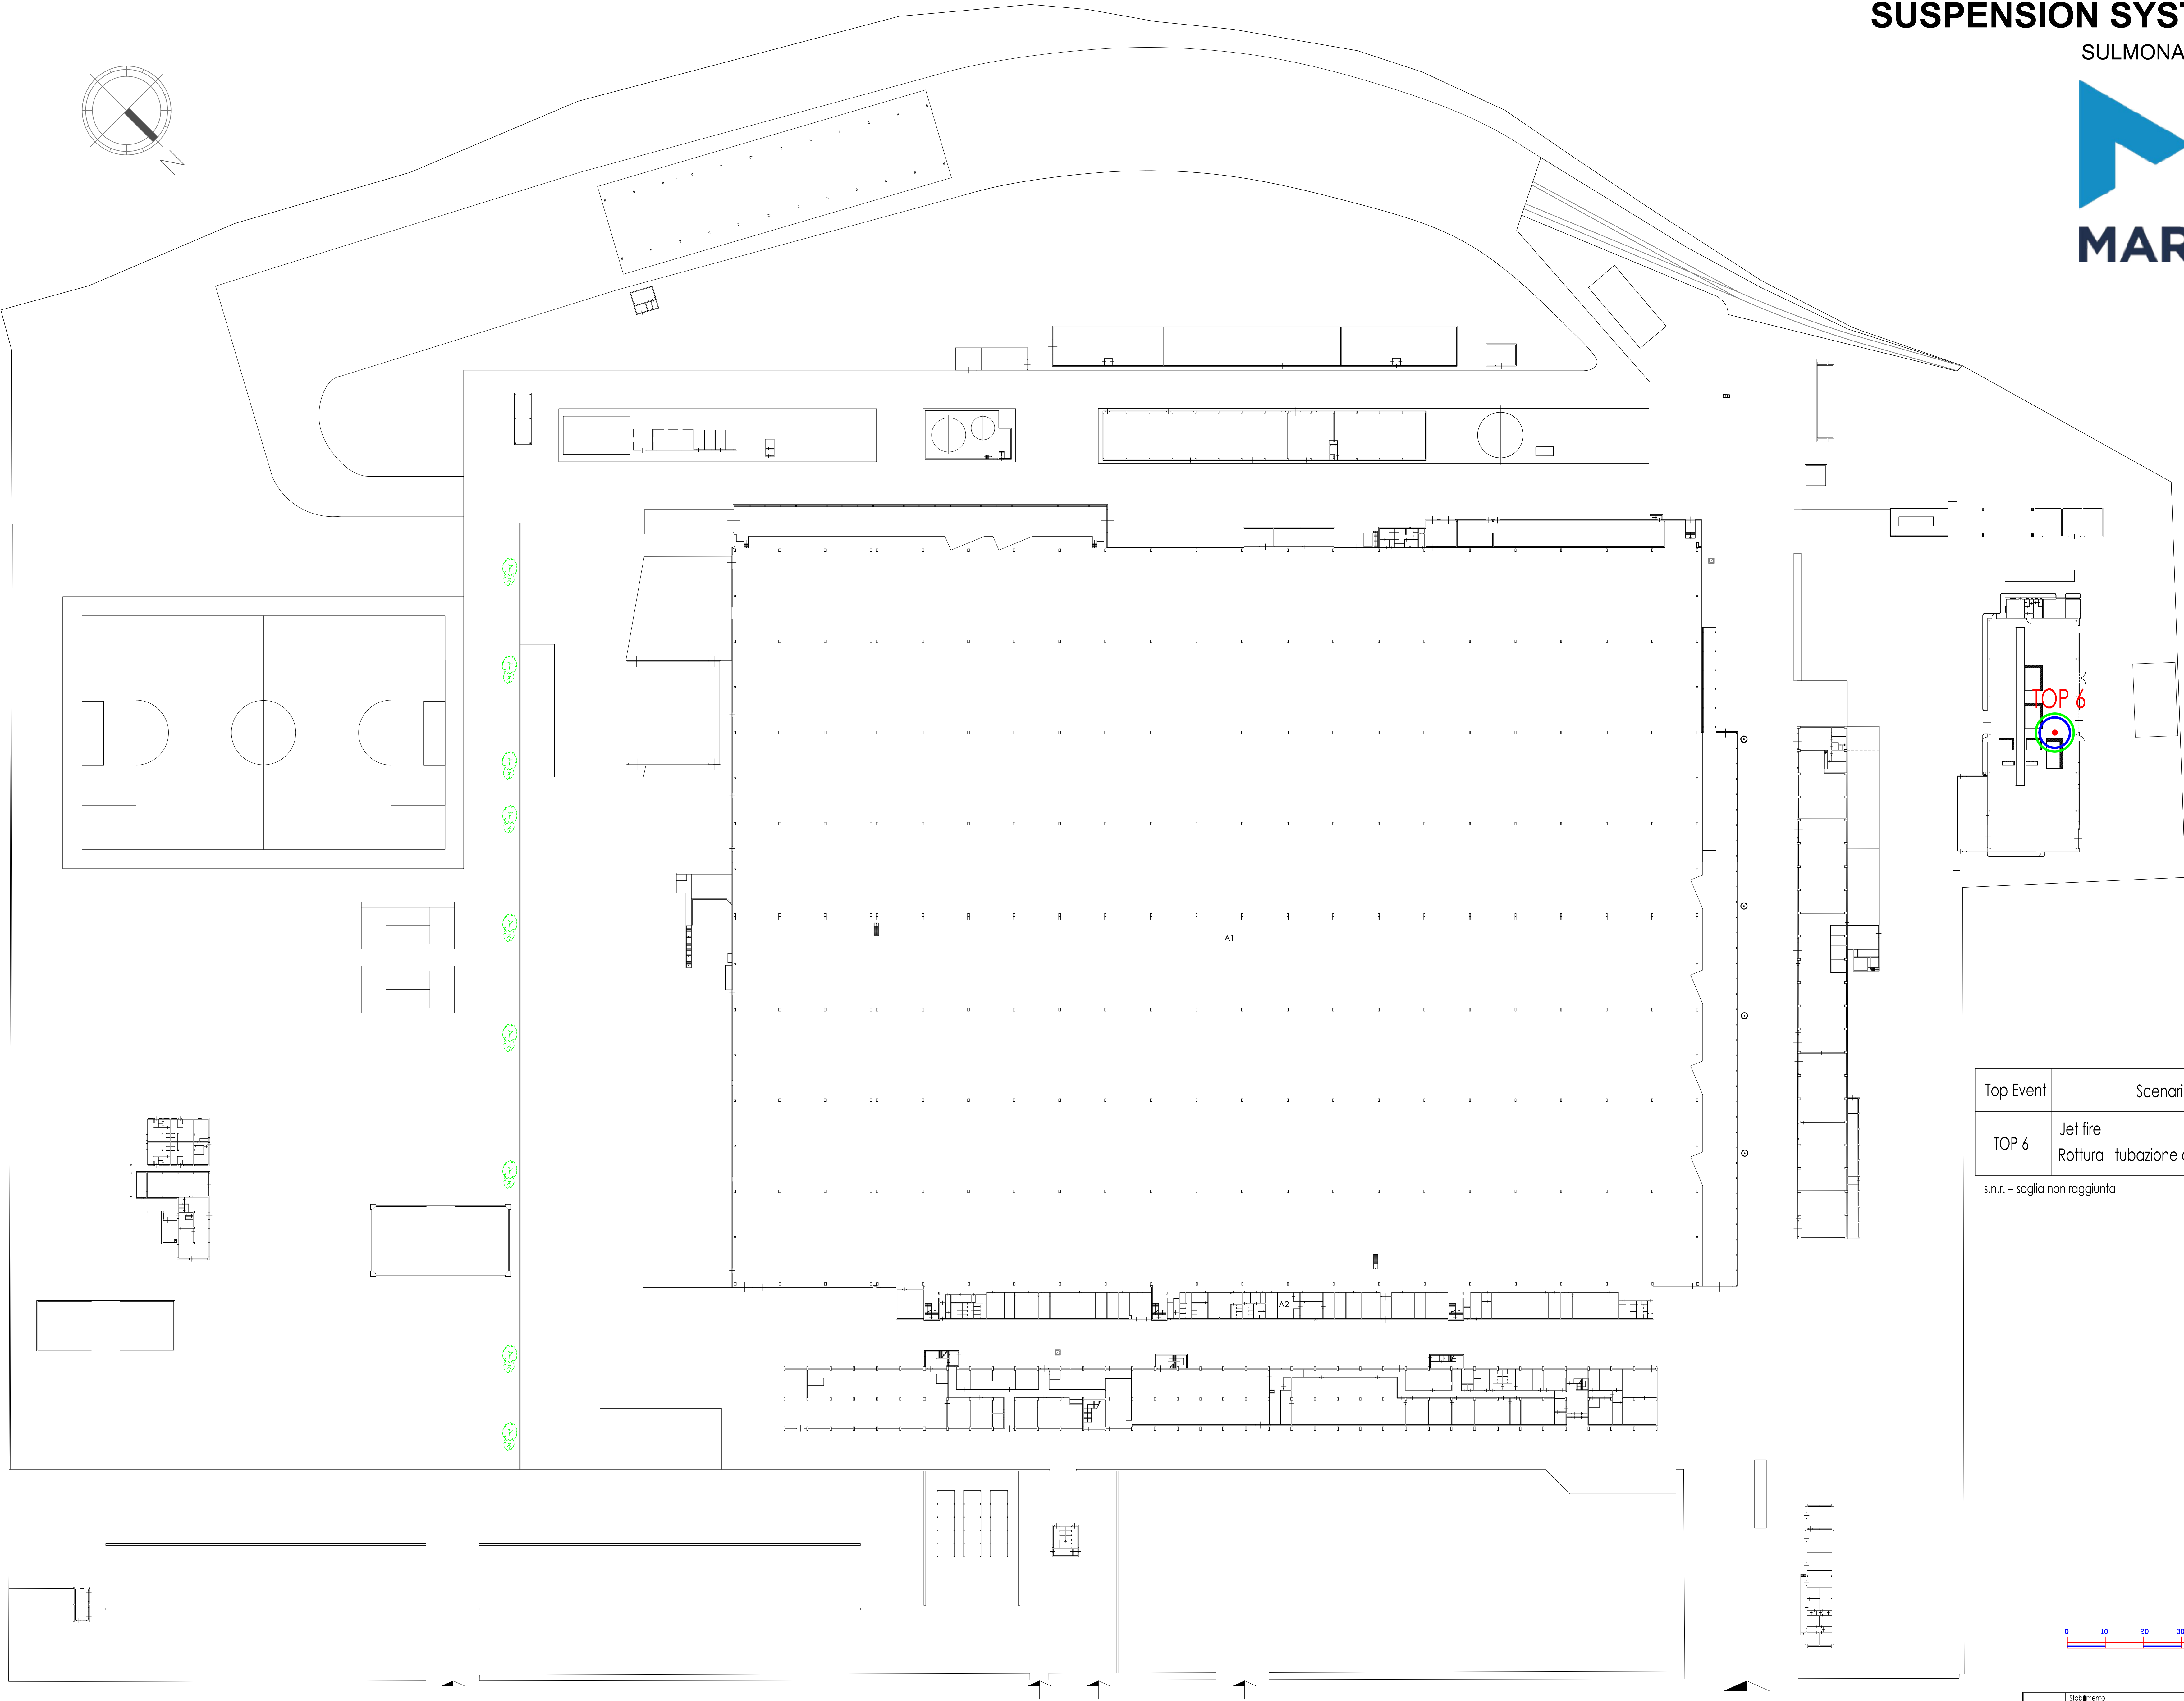 SUSPENSION SYST
SULMONA
MAR
N
TOP 6
A1
A2
Top Event
Scenari
TOP 6
Jet fire
Rottura tubazione
s.n.r. = soglia non raggiunta
0 10 20 30
Stabilimento